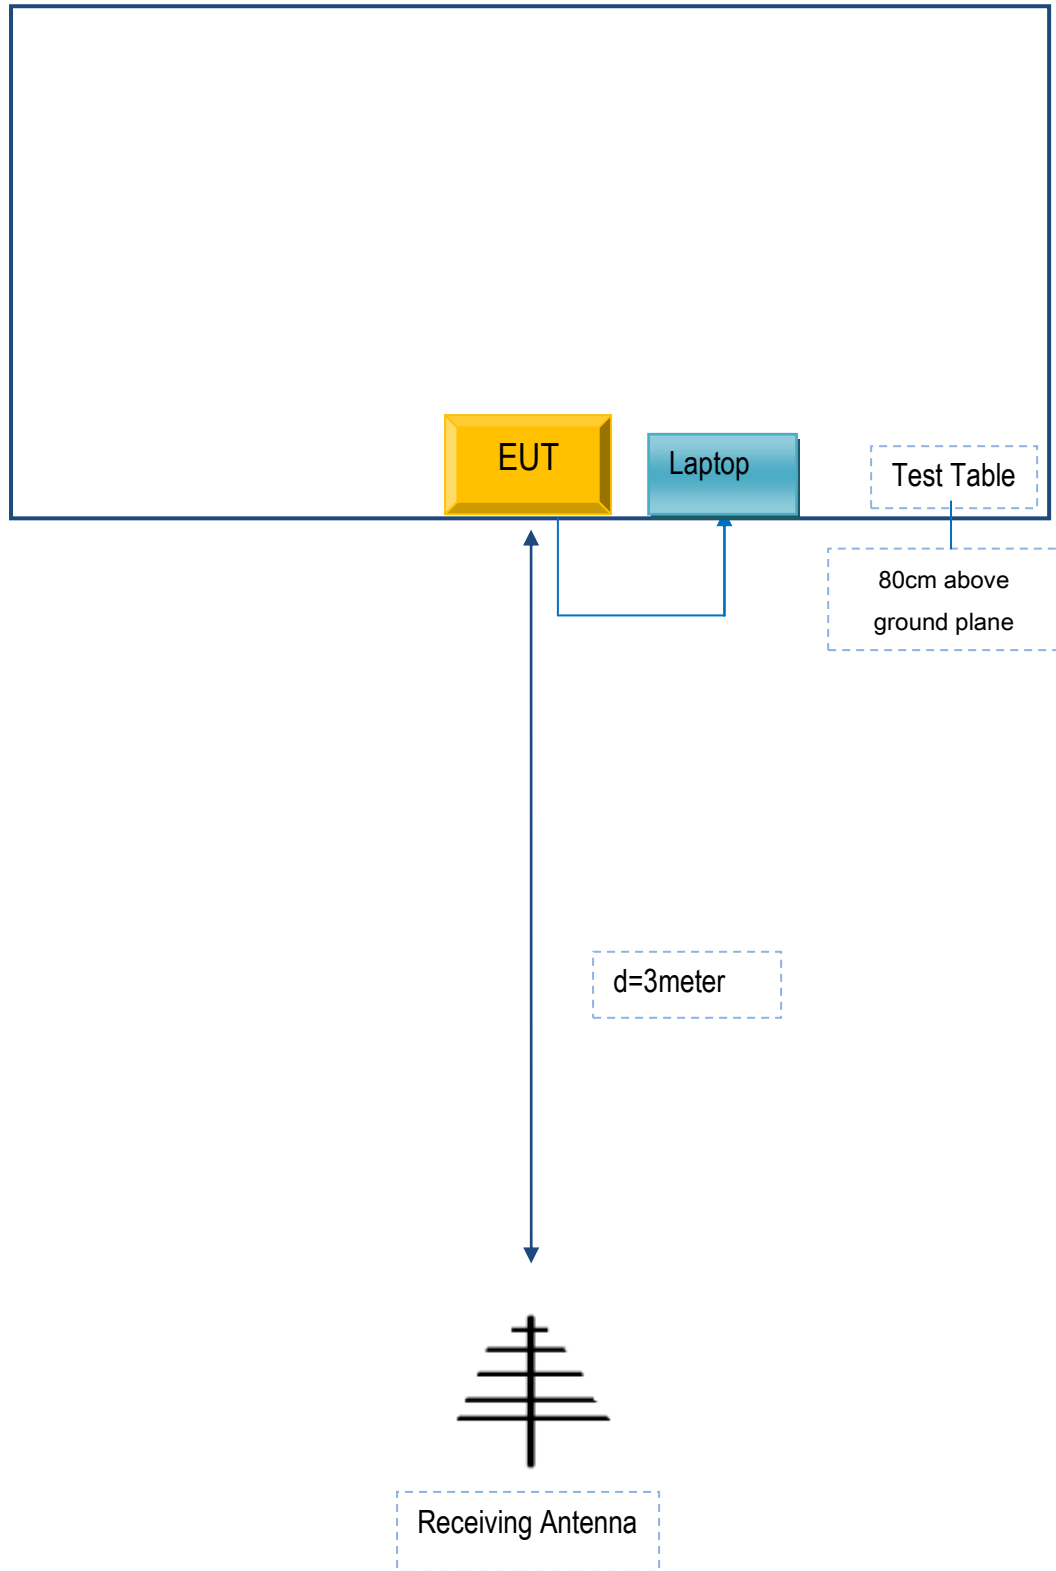 EUT
Laptop
Test Table
80cm above
ground plane
d=3meter
Receiving Antenna